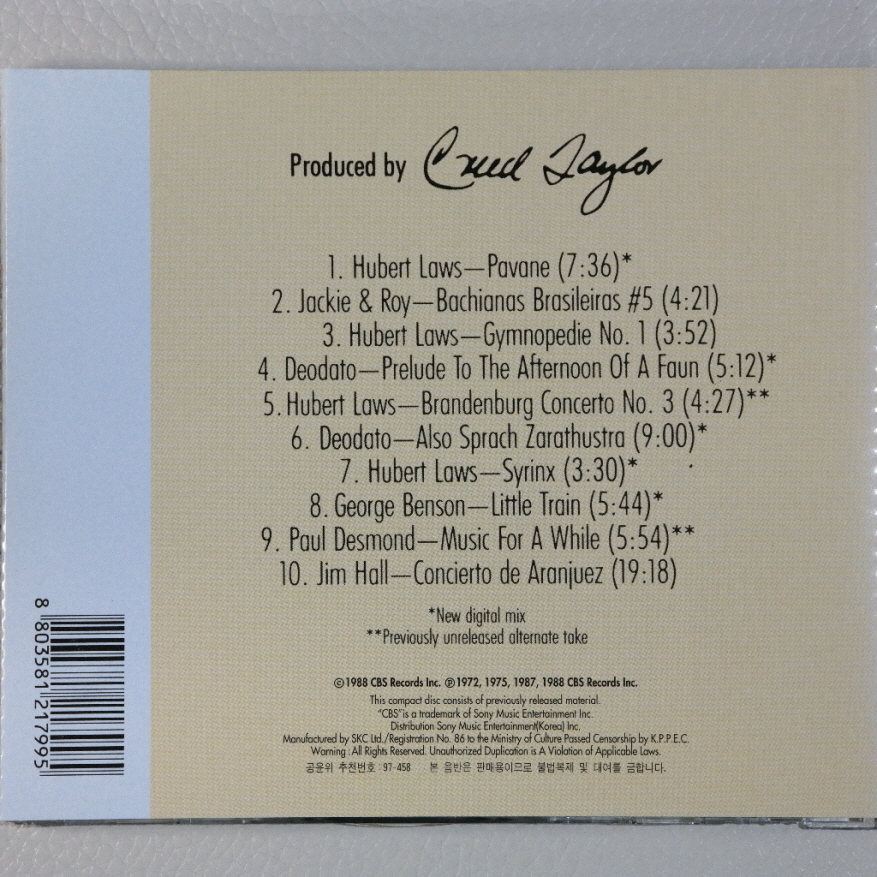 Produced by Creed Taylor
1. Hubert Laws—Pavane (7:36)*
2. Jackie & Roy—Bachianas Brasileiras #5 (4:21)
3. Hubert Laws—Gymnopedie No. 1 (3:52)
4. Deodato—Prelude To The Afternoon Of A Faun (5:12)*
5. Hubert Laws—Brandenburg Concerto No. 3 (4:27)**
6. Deodato—Also Sprach Zarathustra (9:00)*
7. Hubert Laws—Syrinx (3:30)*
8. George Benson—Little Train (5:44)*
9. Paul Desmond—Music For A While (5:54)**
10. Jim Hall—Concierto de Aranjuez (19:18)
*New digital mix
**Previously unreleased alternate take
©1988 CBS Records Inc. ℗1972, 1975, 1987, 1988 CBS Records Inc.
This compact disc consists of previously released material.
"CBS" is a trademark of Sony Music Entertainment Inc.
Distribution Sony Music Entertainment(Korea) Inc.
Manufactured by SKC Ltd./Registration No. 86 to the Ministry of Culture Passed Censorship by K.P.P.E.C.
Warning : All Rights Reserved. Unauthorized Duplication is A Violation of Applicable Laws.
공윤위 추천번호 : 97-458 본 음반은 판매용이므로 불법복제 및 대여를 금합니다.
8 803581 217995